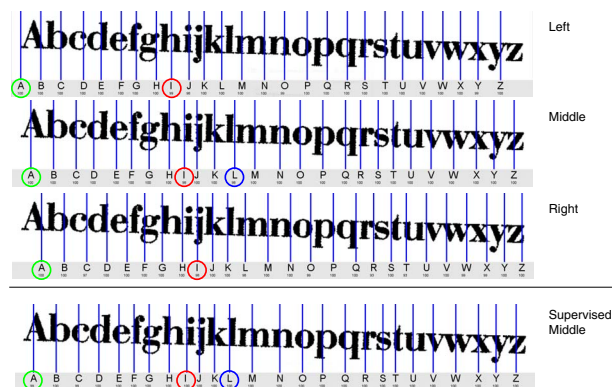 Abcdefghijklmnopqrstuvwxyz
Left
A B C D E F G H I J K L M N O P Q R S T U V W X Y Z
Abcdefghijklmnopqrstuvwxyz
Middle
A B C D E F G H I J K L M N O P Q R S T U V W X Y Z
Abcdefghijklmnopqrstuvwxyz
Right
A B C D E F G H I J K L M N O P Q R S T U V W X Y Z
Abcdefghijklmnopqrstuvwxyz
Supervised
Middle
A B C D E F G H I J K L M N O P Q R S T U V W X Y Z